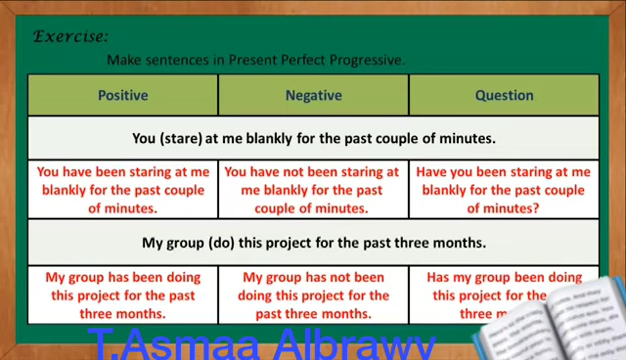 Exercise:
Make sentences in Present Perfect Progressive.
Positive Negative Question
You (stare) at me blankly for the past couple of minutes.
You have been staring at me
blankly for the past couple
of minutes.
You have not been staring at
me blankly for the past
couple of minutes.
Have you been staring at me
blankly for the past couple
of minutes?
My group (do) this project for the past three months.
My group has been doing
this project for the past
three months.
My group has not been
doing this project for the
past three months.
Has my group been doing
this project for the
three
T.Asmaa Albrawy